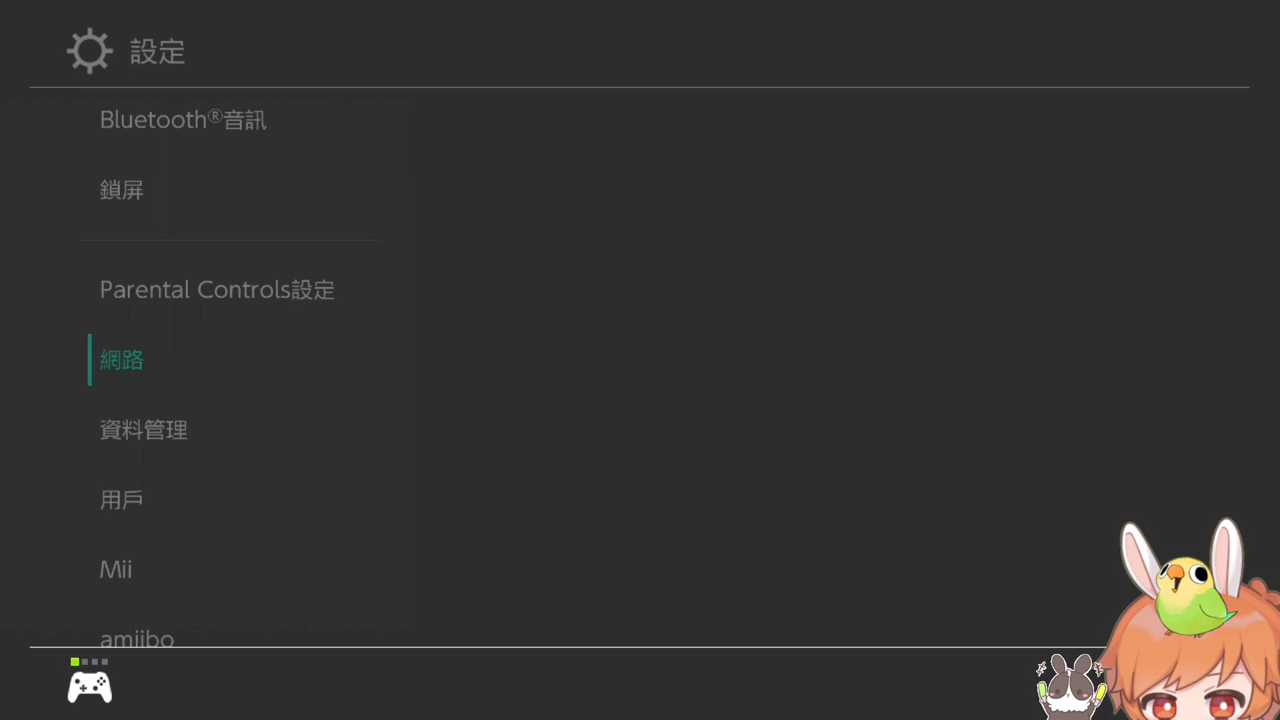 設定
Bluetooth®音訊
鎖屏
Parental Controls設定
網路
資料管理
用戶
Mii
amiibo